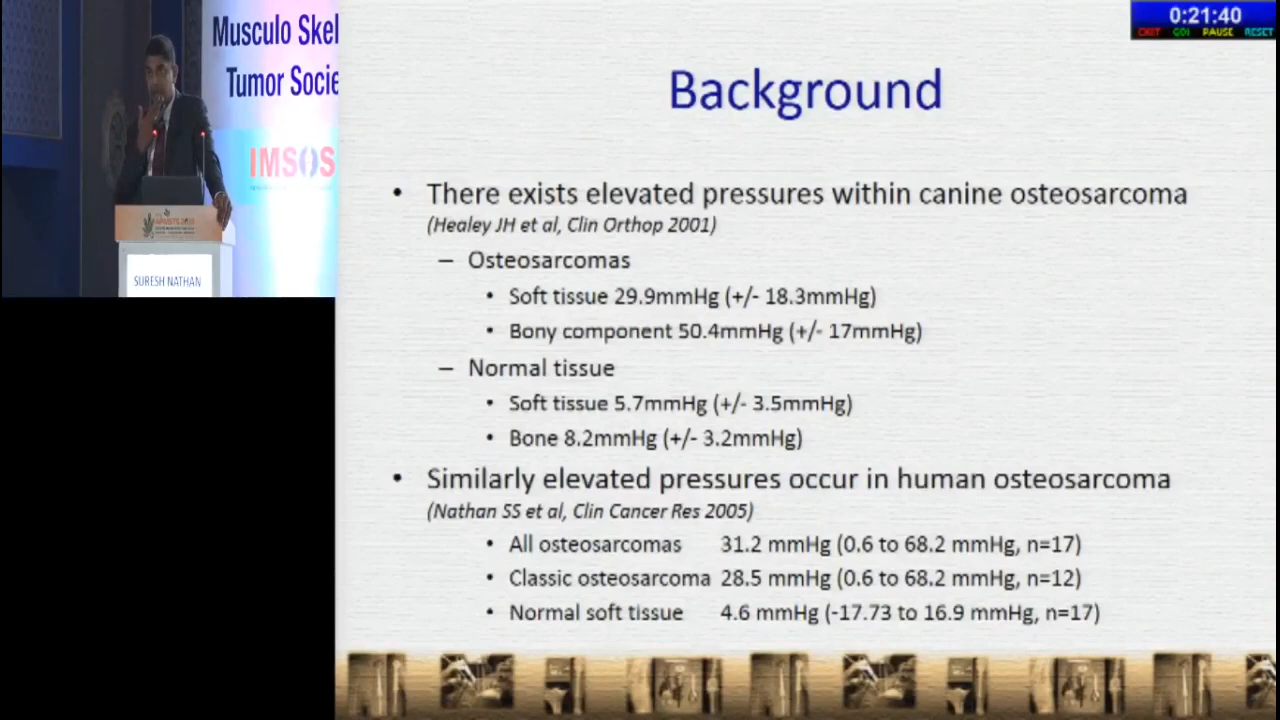 Musculo Skel
Tumor Socie
IMSOS
SURESH NATHAN
0:21:40
EXIT GO! PAUSE RESET
Background
• There exists elevated pressures within canine osteosarcoma
(Healey JH et al, Clin Orthop 2001)
– Osteosarcomas
• Soft tissue 29.9mmHg (+/- 18.3mmHg)
• Bony component 50.4mmHg (+/- 17mmHg)
– Normal tissue
• Soft tissue 5.7mmHg (+/- 3.5mmHg)
• Bone 8.2mmHg (+/- 3.2mmHg)
• Similarly elevated pressures occur in human osteosarcoma
(Nathan SS et al, Clin Cancer Res 2005)
• All osteosarcomas 31.2 mmHg (0.6 to 68.2 mmHg, n=17)
• Classic osteosarcoma 28.5 mmHg (0.6 to 68.2 mmHg, n=12)
• Normal soft tissue 4.6 mmHg (-17.73 to 16.9 mmHg, n=17)